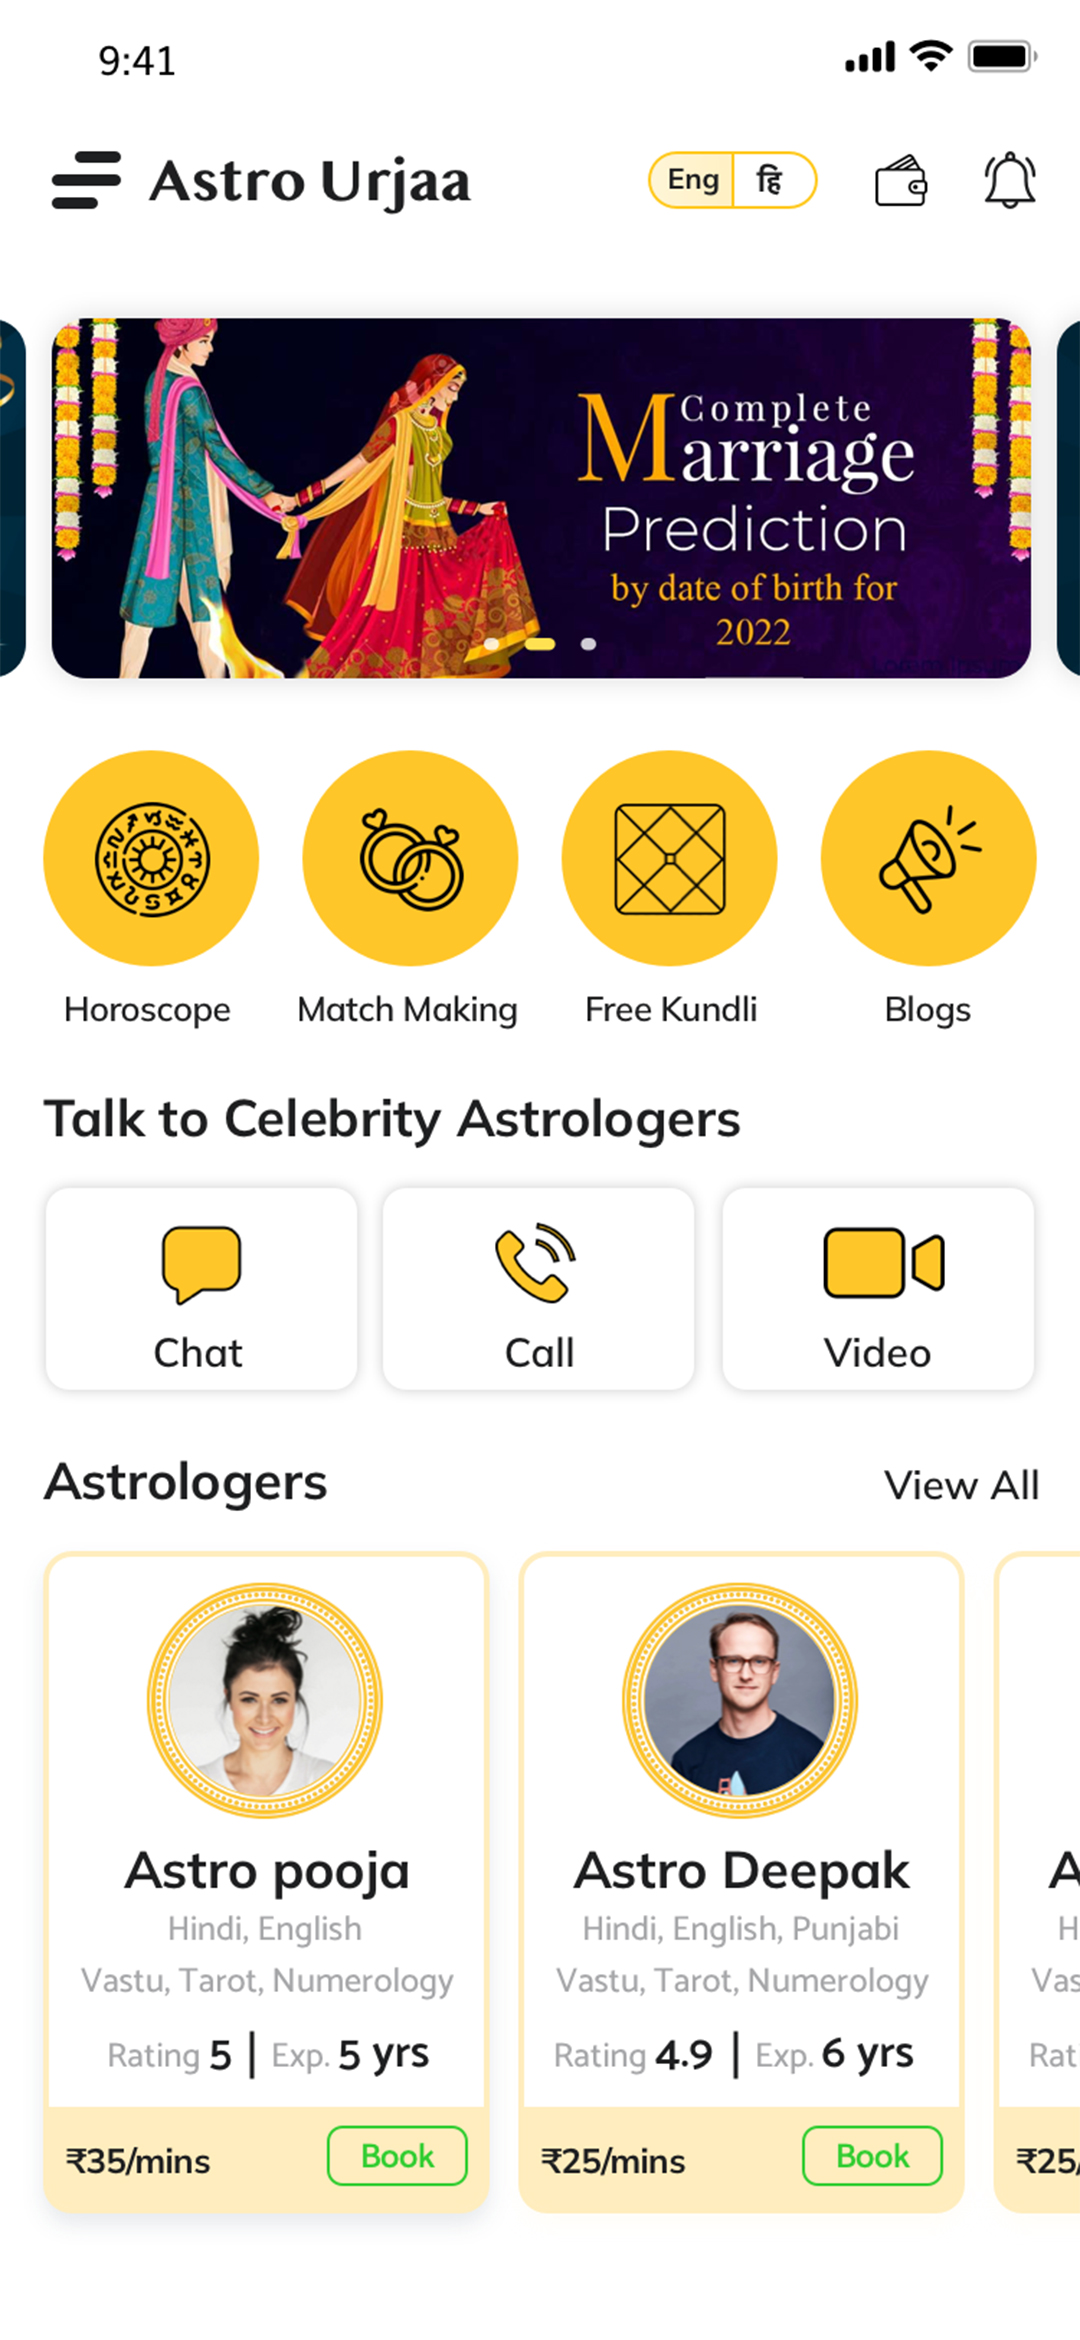 9:41
Astro Urjaa
Eng हि
Complete
Marriage
Prediction
by date of birth for
2022
Horoscope Match Making Free Kundli Blogs
Talk to Celebrity Astrologers
Chat Call Video
Astrologers View All
Astro pooja
Hindi, English
Vastu, Tarot, Numerology
Rating 5 | Exp. 5 yrs
₹35/mins Book
Astro Deepak
Hindi, English, Punjabi
Vastu, Tarot, Numerology
Rating 4.9 | Exp. 6 yrs
₹25/mins Book
A
H
Vas
Rat
₹25/